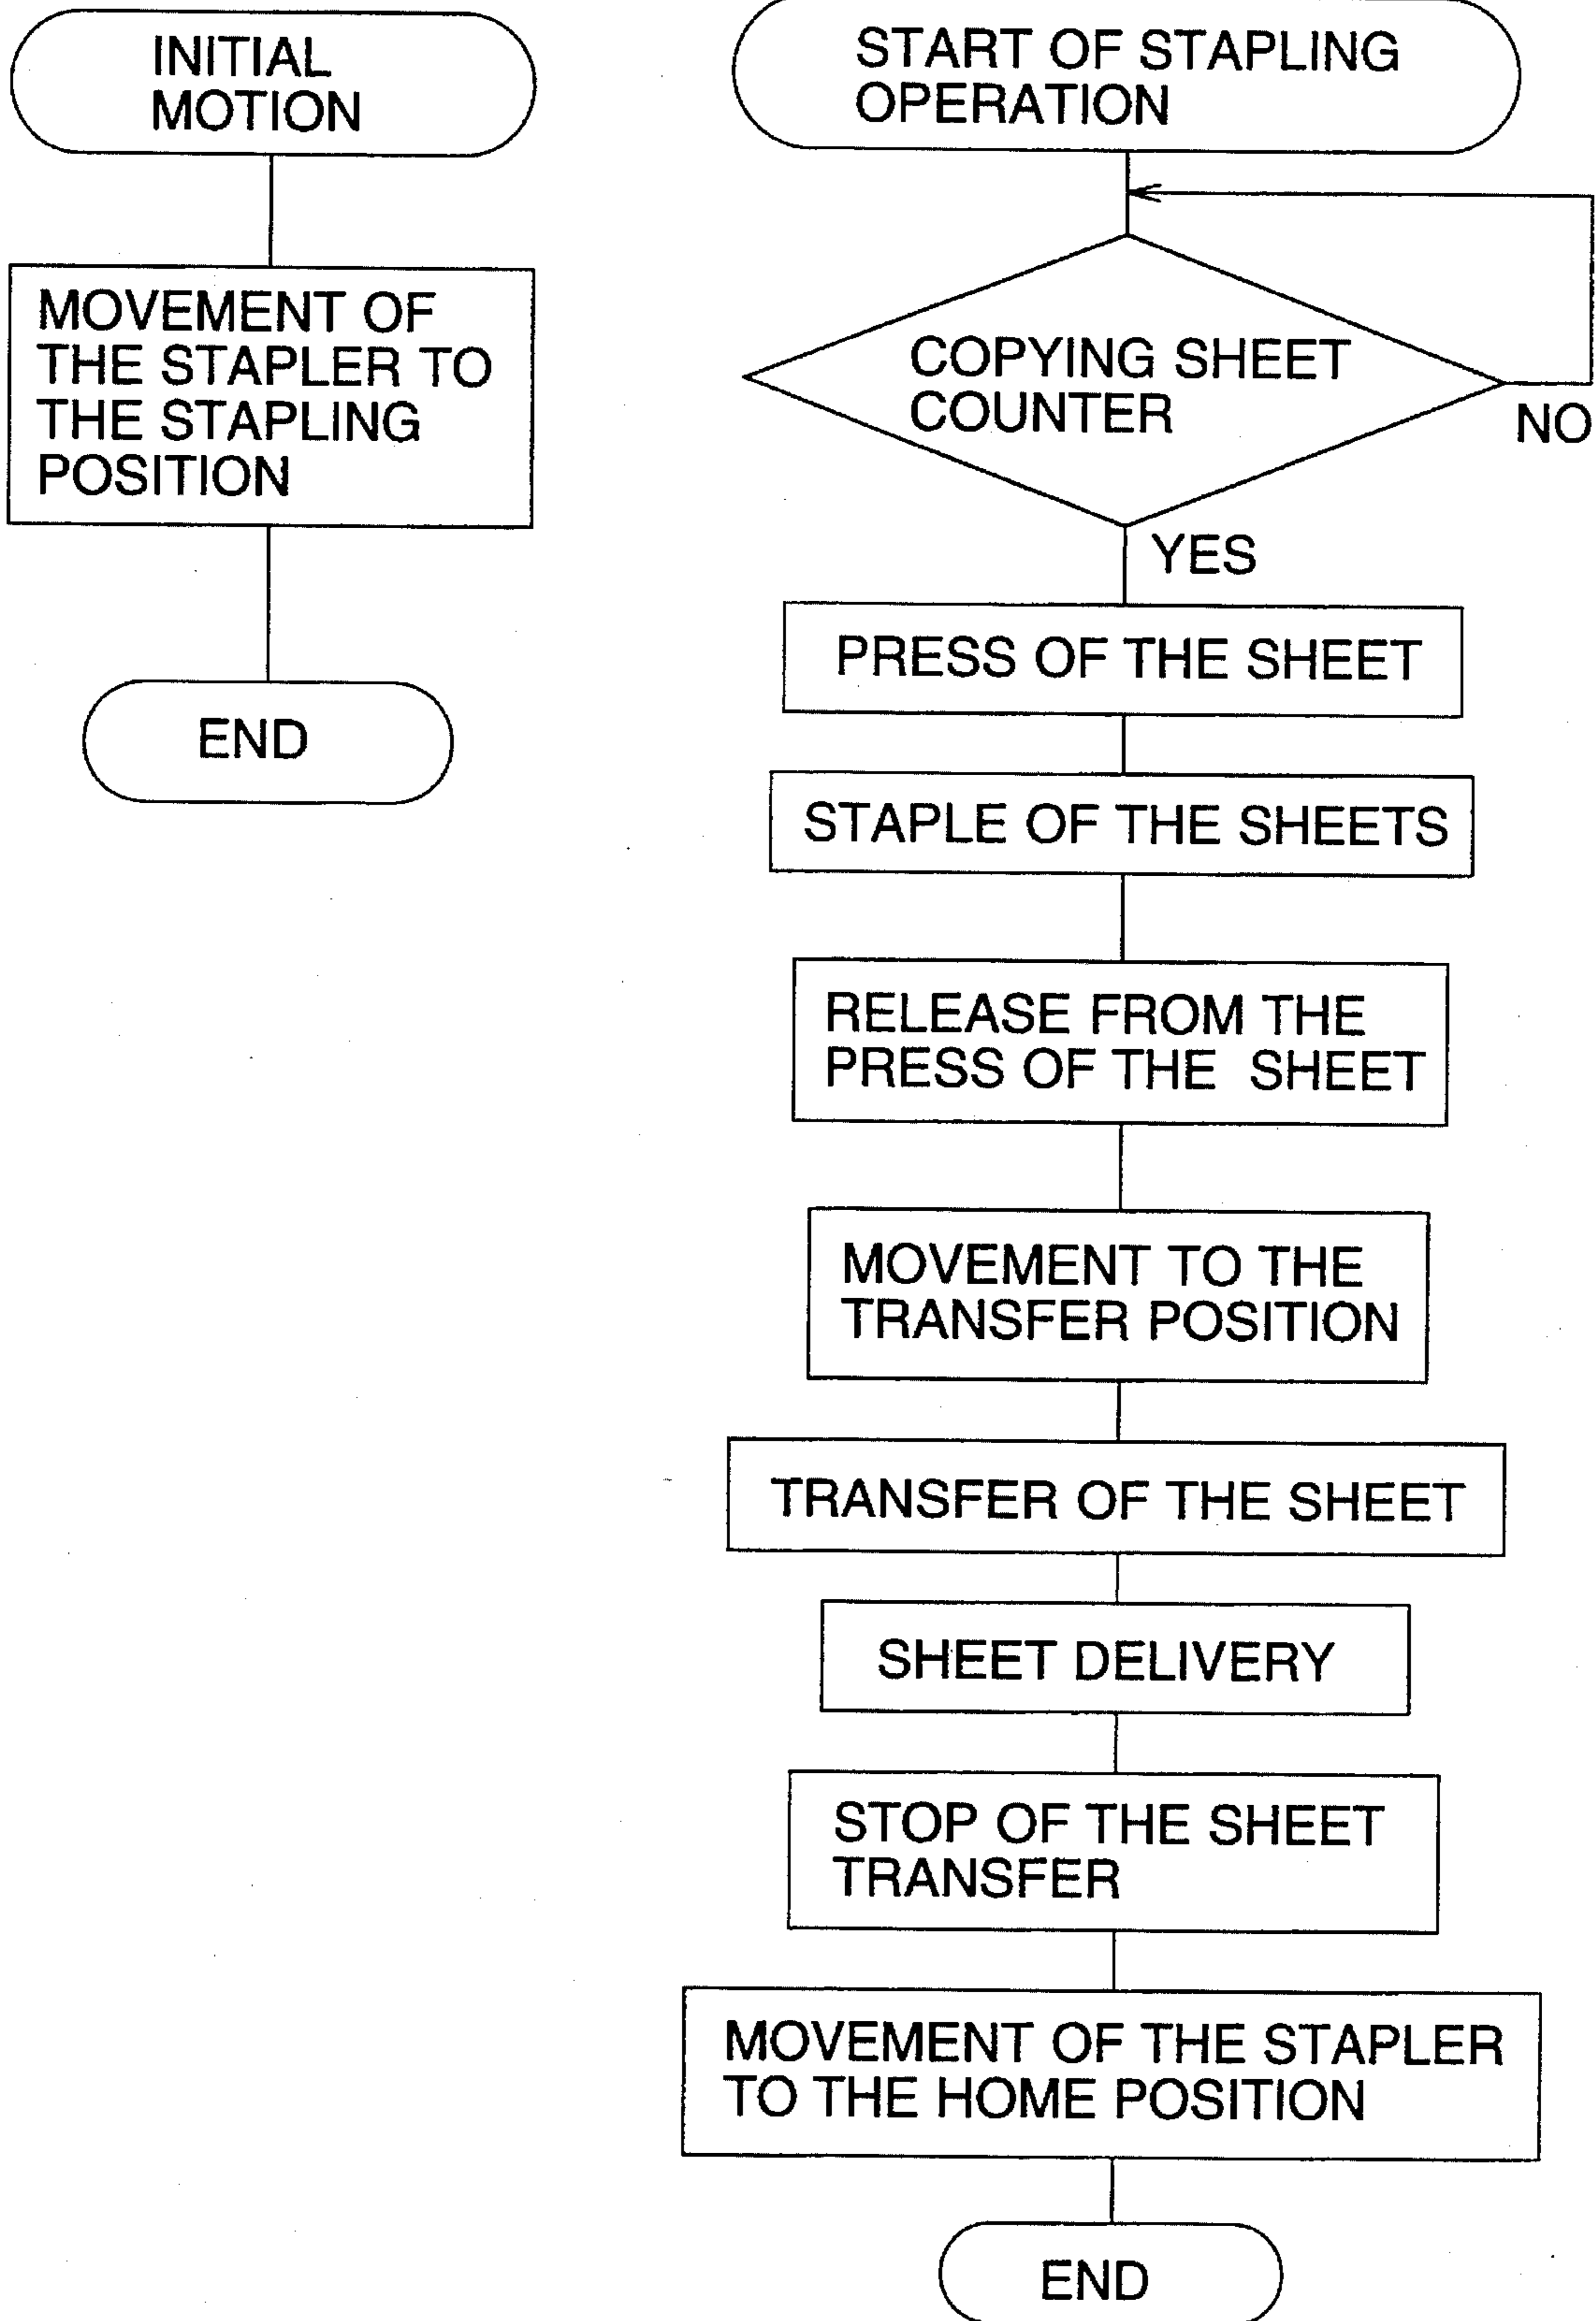 INITIAL
MOTION
MOVEMENT OF
THE STAPLER TO
THE STAPLING
POSITION
END
START OF STAPLING
OPERATION
COPYING SHEET
COUNTER
NO
YES
PRESS OF THE SHEET
STAPLE OF THE SHEETS
RELEASE FROM THE
PRESS OF THE SHEET
MOVEMENT TO THE
TRANSFER POSITION
TRANSFER OF THE SHEET
SHEET DELIVERY
STOP OF THE SHEET
TRANSFER
MOVEMENT OF THE STAPLER
TO THE HOME POSITION
END